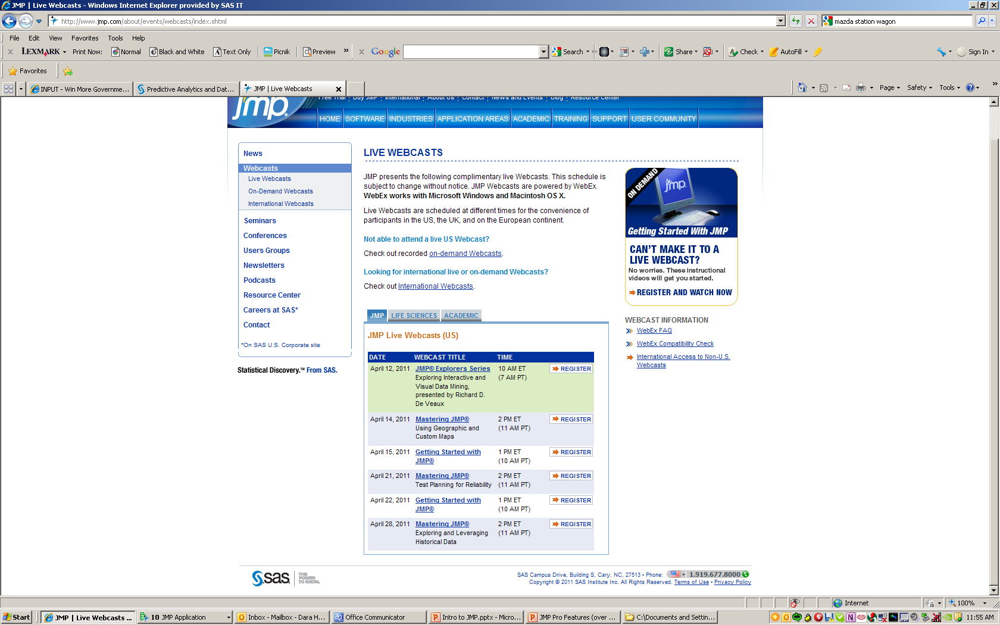 JMP | Live Webcasts - Windows Internet Explorer provided by SAS IT
http://www.jmp.com/about/events/webcasts/index.shtml
mazda station wagon
File Edit View Favorites Tools Help
LEXMARK Print Now: Normal Black and White Text Only Picnik Preview » Google Search Share Check AutoFill Sign In
Favorites
INPUT - Win More Governme... Predictive Analytics and Dat... JMP | Live Webcasts Page Safety Tools »
Free Trial Buy JMP International About Us Contact News and Events Blog Resource Center
jmp
HOME SOFTWARE INDUSTRIES APPLICATION AREAS ACADEMIC TRAINING SUPPORT USER COMMUNITY
News
Webcasts
Live Webcasts
On-Demand Webcasts
International Webcasts
Seminars
Conferences
Users Groups
Newsletters
Podcasts
Resource Center
Careers at SAS*
Contact
*On SAS U.S. Corporate site
Statistical Discovery.™ From SAS.
LIVE WEBCASTS
JMP presents the following complimentary live Webcasts. This schedule is
subject to change without notice. JMP Webcasts are powered by WebEx.
WebEx works with Microsoft Windows and Macintosh OS X.
Live Webcasts are scheduled at different times for the convenience of
participants in the US, the UK, and on the European continent.
Not able to attend a live US Webcast?
Check out recorded on-demand Webcasts.
Looking for international live or on-demand Webcasts?
Check out International Webcasts.
JMP LIFE SCIENCES ACADEMIC
JMP Live Webcasts (US)
DATE WEBCAST TITLE TIME
April 12, 2011 JMP® Explorers Series 10 AM ET REGISTER
Exploring Interactive and (7 AM PT)
Visual Data Mining,
presented by Richard D.
De Veaux
April 14, 2011 Mastering JMP® 2 PM ET REGISTER
Using Geographic and (11 AM PT)
Custom Maps
April 15, 2011 Getting Started with 1 PM ET REGISTER
JMP® (10 AM PT)
April 21, 2011 Mastering JMP® 2 PM ET REGISTER
Test Planning for Reliability (11 AM PT)
April 22, 2011 Getting Started with 1 PM ET REGISTER
JMP® (10 AM PT)
April 28, 2011 Mastering JMP® 2 PM ET REGISTER
Exploring and Leveraging (11 AM PT)
Historical Data
ON DEMAND
jmp
Getting Started With JMP
CAN'T MAKE IT TO A
LIVE WEBCAST?
No worries. These instructional
videos will get you started.
REGISTER AND WATCH NOW
WEBCAST INFORMATION
WebEx FAQ
WebEx Compatibility Check
International Access to Non-U.S.
Webcasts
sas. THE
POWER
TO KNOW.
SAS Campus Drive, Building S, Cary, NC, 27513 • Phone: 1.919.677.8000
Copyright © 2011 SAS Institute Inc. All Rights Reserved. Terms of Use • Privacy Policy
Internet 100%
Start JMP | Live Webcasts ... 10 JMP Application Inbox - Mailbox - Dara H... Office Communicator Intro to JMP.pptx - Micro... JMP Pro Features (over ... C:\Documents and Settin... 11:55 AM